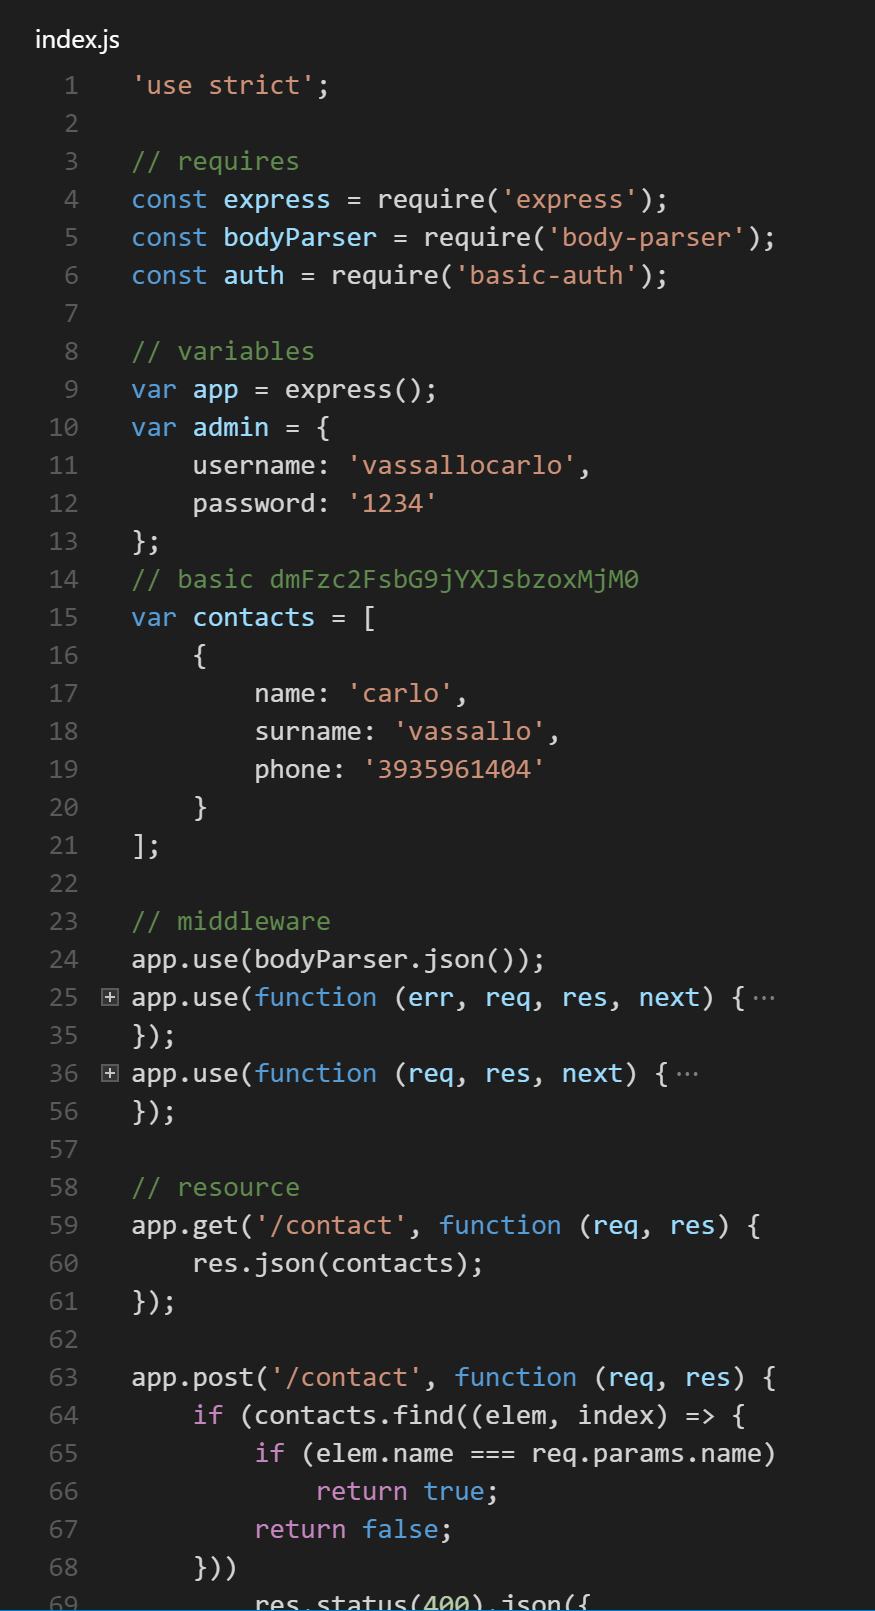 index.js
1 'use strict';
2
3 // requires
4 const express = require('express');
5 const bodyParser = require('body-parser');
6 const auth = require('basic-auth');
7
8 // variables
9 var app = express();
10 var admin = {
11 username: 'vassallocarlo',
12 password: '1234'
13 };
14 // basic dmFzc2FsbG9jYXJsbzoxMjM0
15 var contacts = [
16 {
17 name: 'carlo',
18 surname: 'vassallo',
19 phone: '3935961404'
20 }
21 ];
22
23 // middleware
24 app.use(bodyParser.json());
25 app.use(function (err, req, res, next) {···
35 });
36 app.use(function (req, res, next) {···
56 });
57
58 // resource
59 app.get('/contact', function (req, res) {
60 res.json(contacts);
61 });
62
63 app.post('/contact', function (req, res) {
64 if (contacts.find((elem, index) => {
65 if (elem.name === req.params.name)
66 return true;
67 return false;
68 }))
69 res.status(400).json({